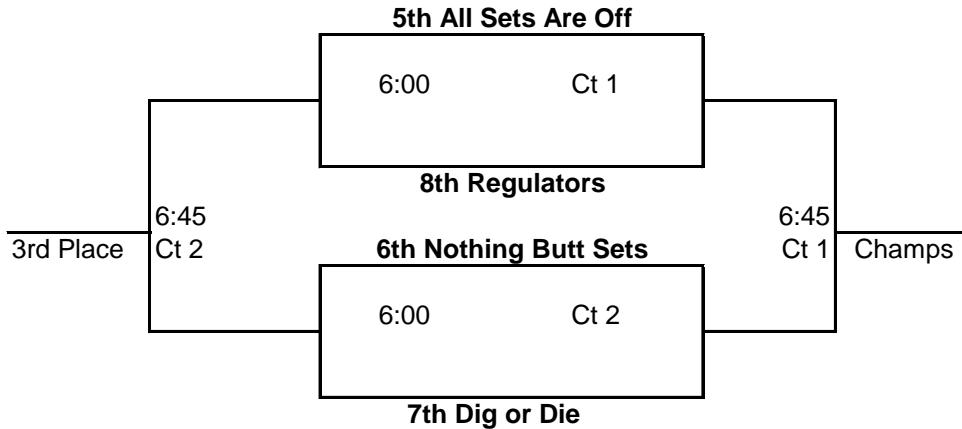 5th All Sets Are Off
6:00 Ct 1
8th Regulators
6:45 6:45
3rd Place Ct 2 6th Nothing Butt Sets Ct 1 Champs
6:00 Ct 2
7th Dig or Die